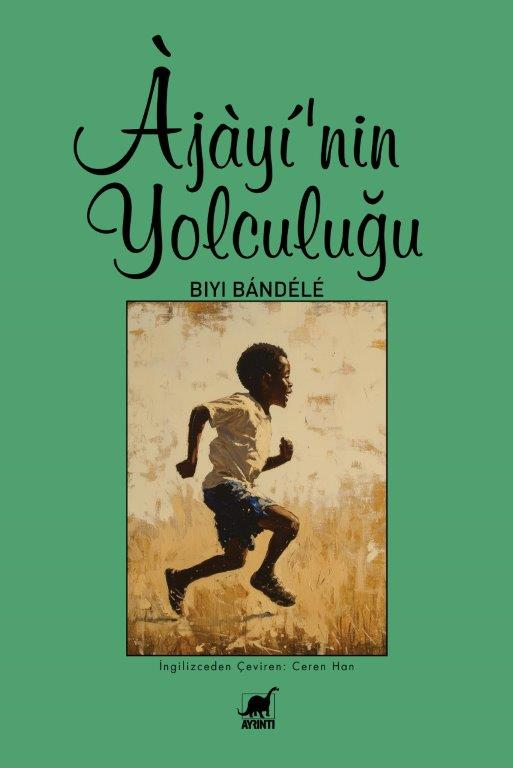 Àjàyí'nin
Yolculuğu
BIYI BÁNDÉLÉ
İngilizceden Çeviren: Ceren Han
AYRINTI